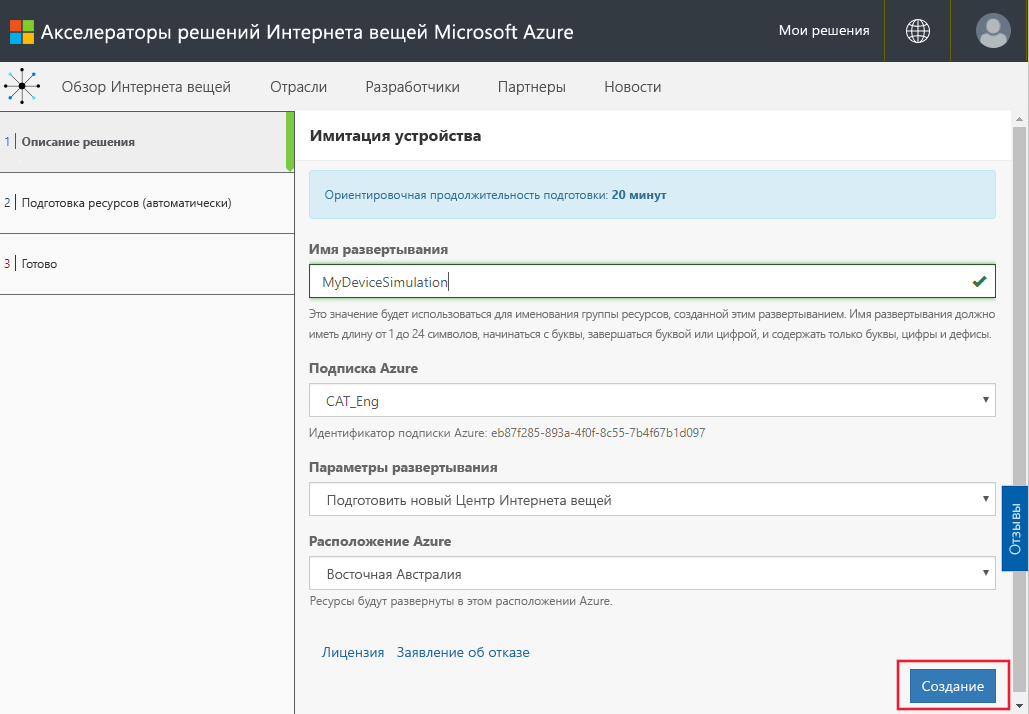 Акселераторы решений Интернета вещей Microsoft Azure
Мои решения
Обзор Интернета вещей
Отрасли
Разработчики
Партнеры
Новости
1 Описание решения
2 Подготовка ресурсов (автоматически)
3 Готово
Имитация устройства
Ориентировочная продолжительность подготовки: 20 минут
Имя развертывания
MyDeviceSimulation
Это значение будет использоваться для именования группы ресурсов, созданной этим развертыванием. Имя развертывания должно
иметь длину от 1 до 24 символов, начинаться с буквы, завершаться буквой или цифрой, и содержать только буквы, цифры и дефисы.
Подписка Azure
CAT_Eng
Идентификатор подписки Azure: eb87f285-893a-4f0f-8c55-7b4f67b1d097
Параметры развертывания
Подготовить новый Центр Интернета вещей
Расположение Azure
Восточная Австралия
Ресурсы будут развернуты в этом расположении Azure.
Лицензия
Заявление об отказе
Создание
Отзывы